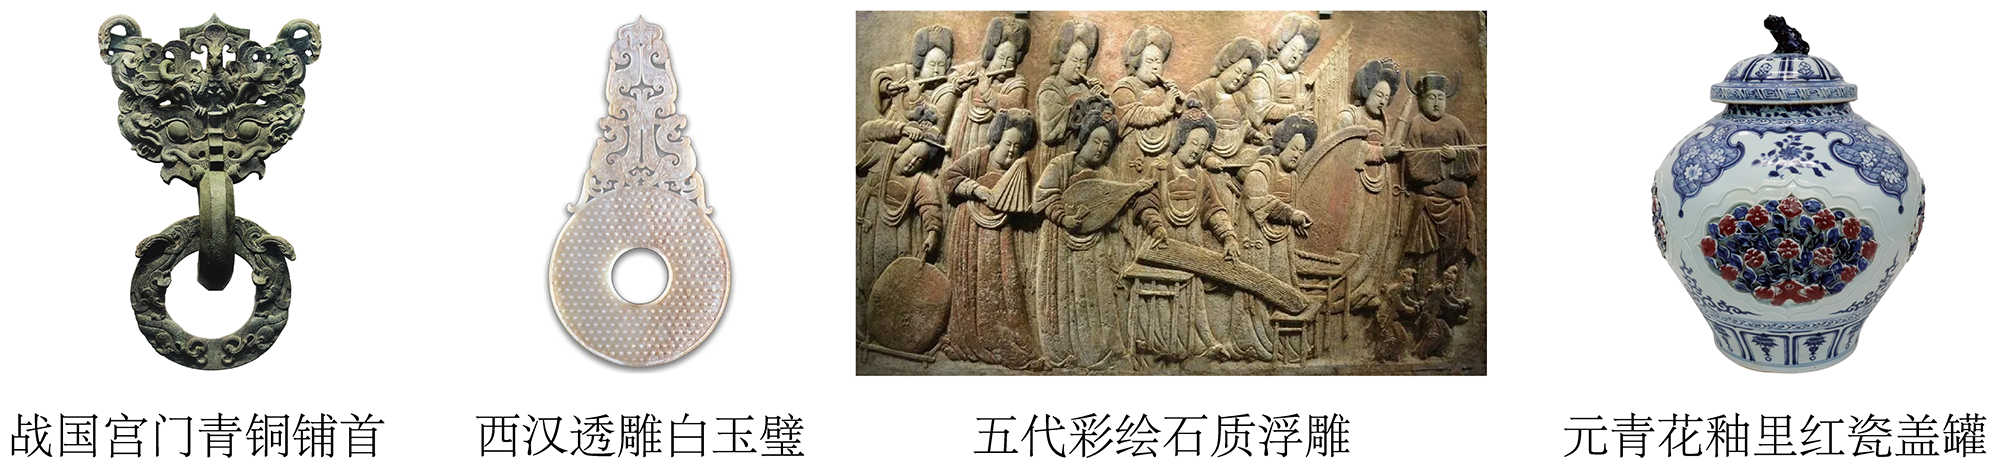 战国宫门青铜铺首
西汉透雕白玉璧
五代彩绘石质浮雕
元青花釉里红瓷盖罐